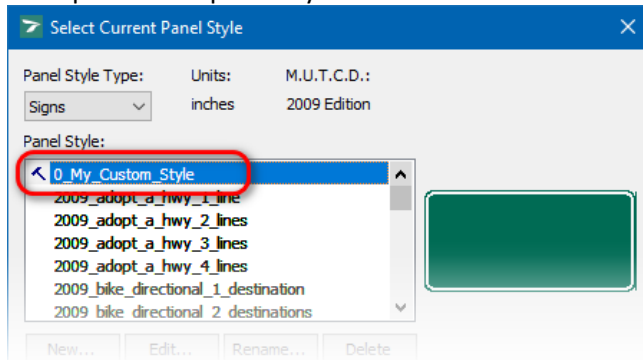 Select Current Panel Style
Panel Style Type: Units: M.U.T.C.D.:
Signs inches 2009 Edition
Panel Style:
0_My_Custom_Style
2009_adopt_a_hwy_1_line
2009_adopt_a_hwy_2_lines
2009_adopt_a_hwy_3_lines
2009_adopt_a_hwy_4_lines
2009_bike_directional_1_destination
2009_bike_directional_2_destinations
New... Edit... Rename... Delete